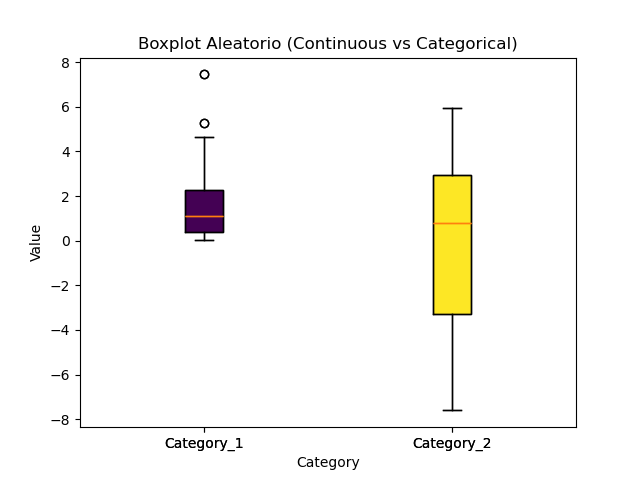 Boxplot Aleatorio (Continuous vs Categorical)
8
6
4
2
0
−2
−4
−6
−8
Value
Category_1
Category_2
Category